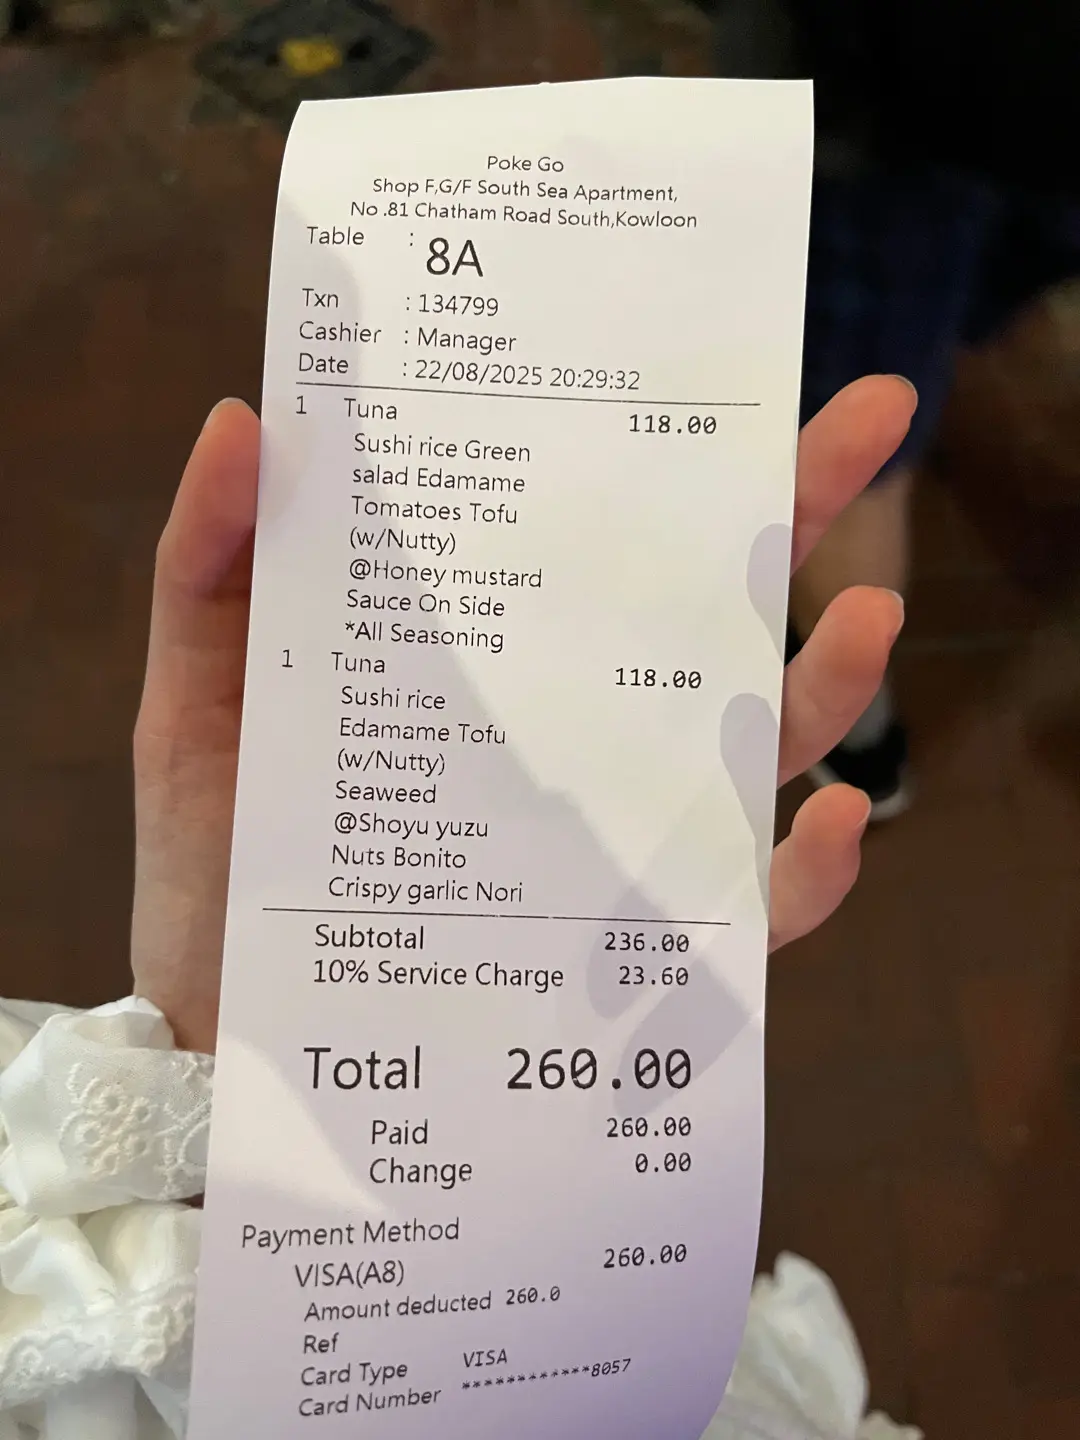 Poke Go
Shop F,G/F South Sea Apartment,
No.81 Chatham Road South,Kowloon
Table : 8A
Txn : 134799
Cashier : Manager
Date : 22/08/2025 20:29:32
1 Tuna 118.00
Sushi rice Green
salad Edamame
Tomatoes Tofu
(w/Nutty)
@Honey mustard
Sauce On Side
*All Seasoning
1 Tuna 118.00
Sushi rice
Edamame Tofu
(w/Nutty)
Seaweed
@Shoyu yuzu
Nuts Bonito
Crispy garlic Nori
Subtotal 236.00
10% Service Charge 23.60
Total 260.00
Paid 260.00
Change 0.00
Payment Method
VISA(A8) 260.00
Amount deducted 260.0
Ref
Card Type VISA
Card Number ************8057